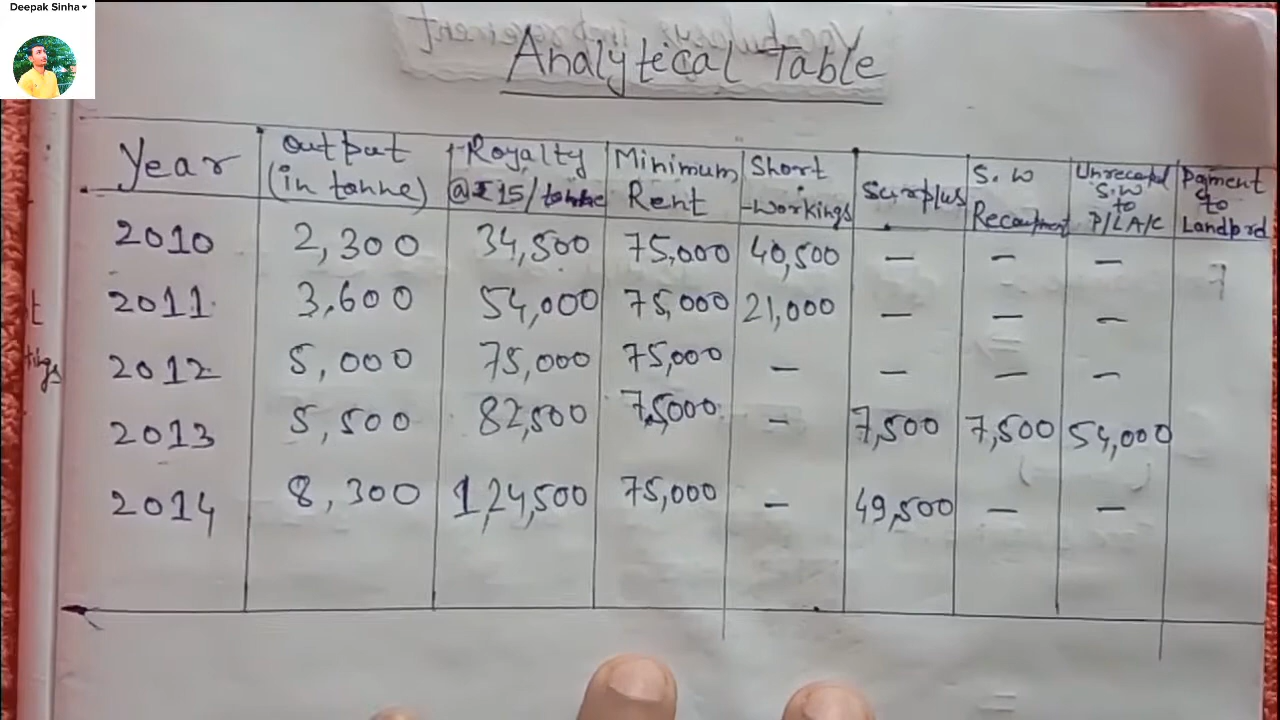 Deepak Sinha
Analytical Table
Year | Output (in tonne) | Royalty @ ₹15/tonne | Minimum Rent | Short-workings | Surplus | S.W Recoupment | S.W to P/L A/C | Payment to Landlord
2010 | 2,300 | 34,500 | 75,000 | 40,500 | — | — | — |
2011 | 3,600 | 54,000 | 75,000 | 21,000 | — | — | — |
2012 | 5,000 | 75,000 | 75,000 | — | — | — | — |
2013 | 5,500 | 82,500 | 75,000 | — | 7,500 | 7,500 | 54,000 |
2014 | 8,300 | 1,24,500 | 75,000 | — | 49,500 | — | — |